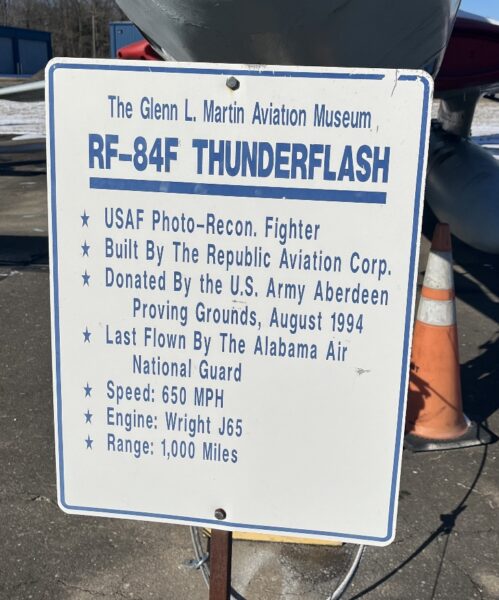 The Glenn L. Martin Aviation Museum
RF-84F THUNDERFLASH
★ USAF Photo-Recon. Fighter
★ Built By The Republic Aviation Corp.
★ Donated By the U.S. Army Aberdeen
Proving Grounds, August 1994
★ Last Flown By The Alabama Air
National Guard
★ Speed: 650 MPH
★ Engine: Wright J65
★ Range: 1,000 Miles